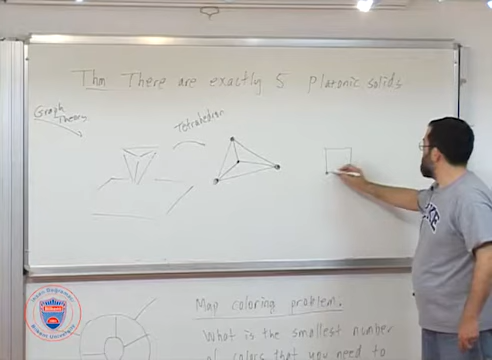 Thm There are exactly 5 Platonic solids
Graph
Theory
Tetrahedron
Map coloring problem:
What is the smallest number
of colors that you need to